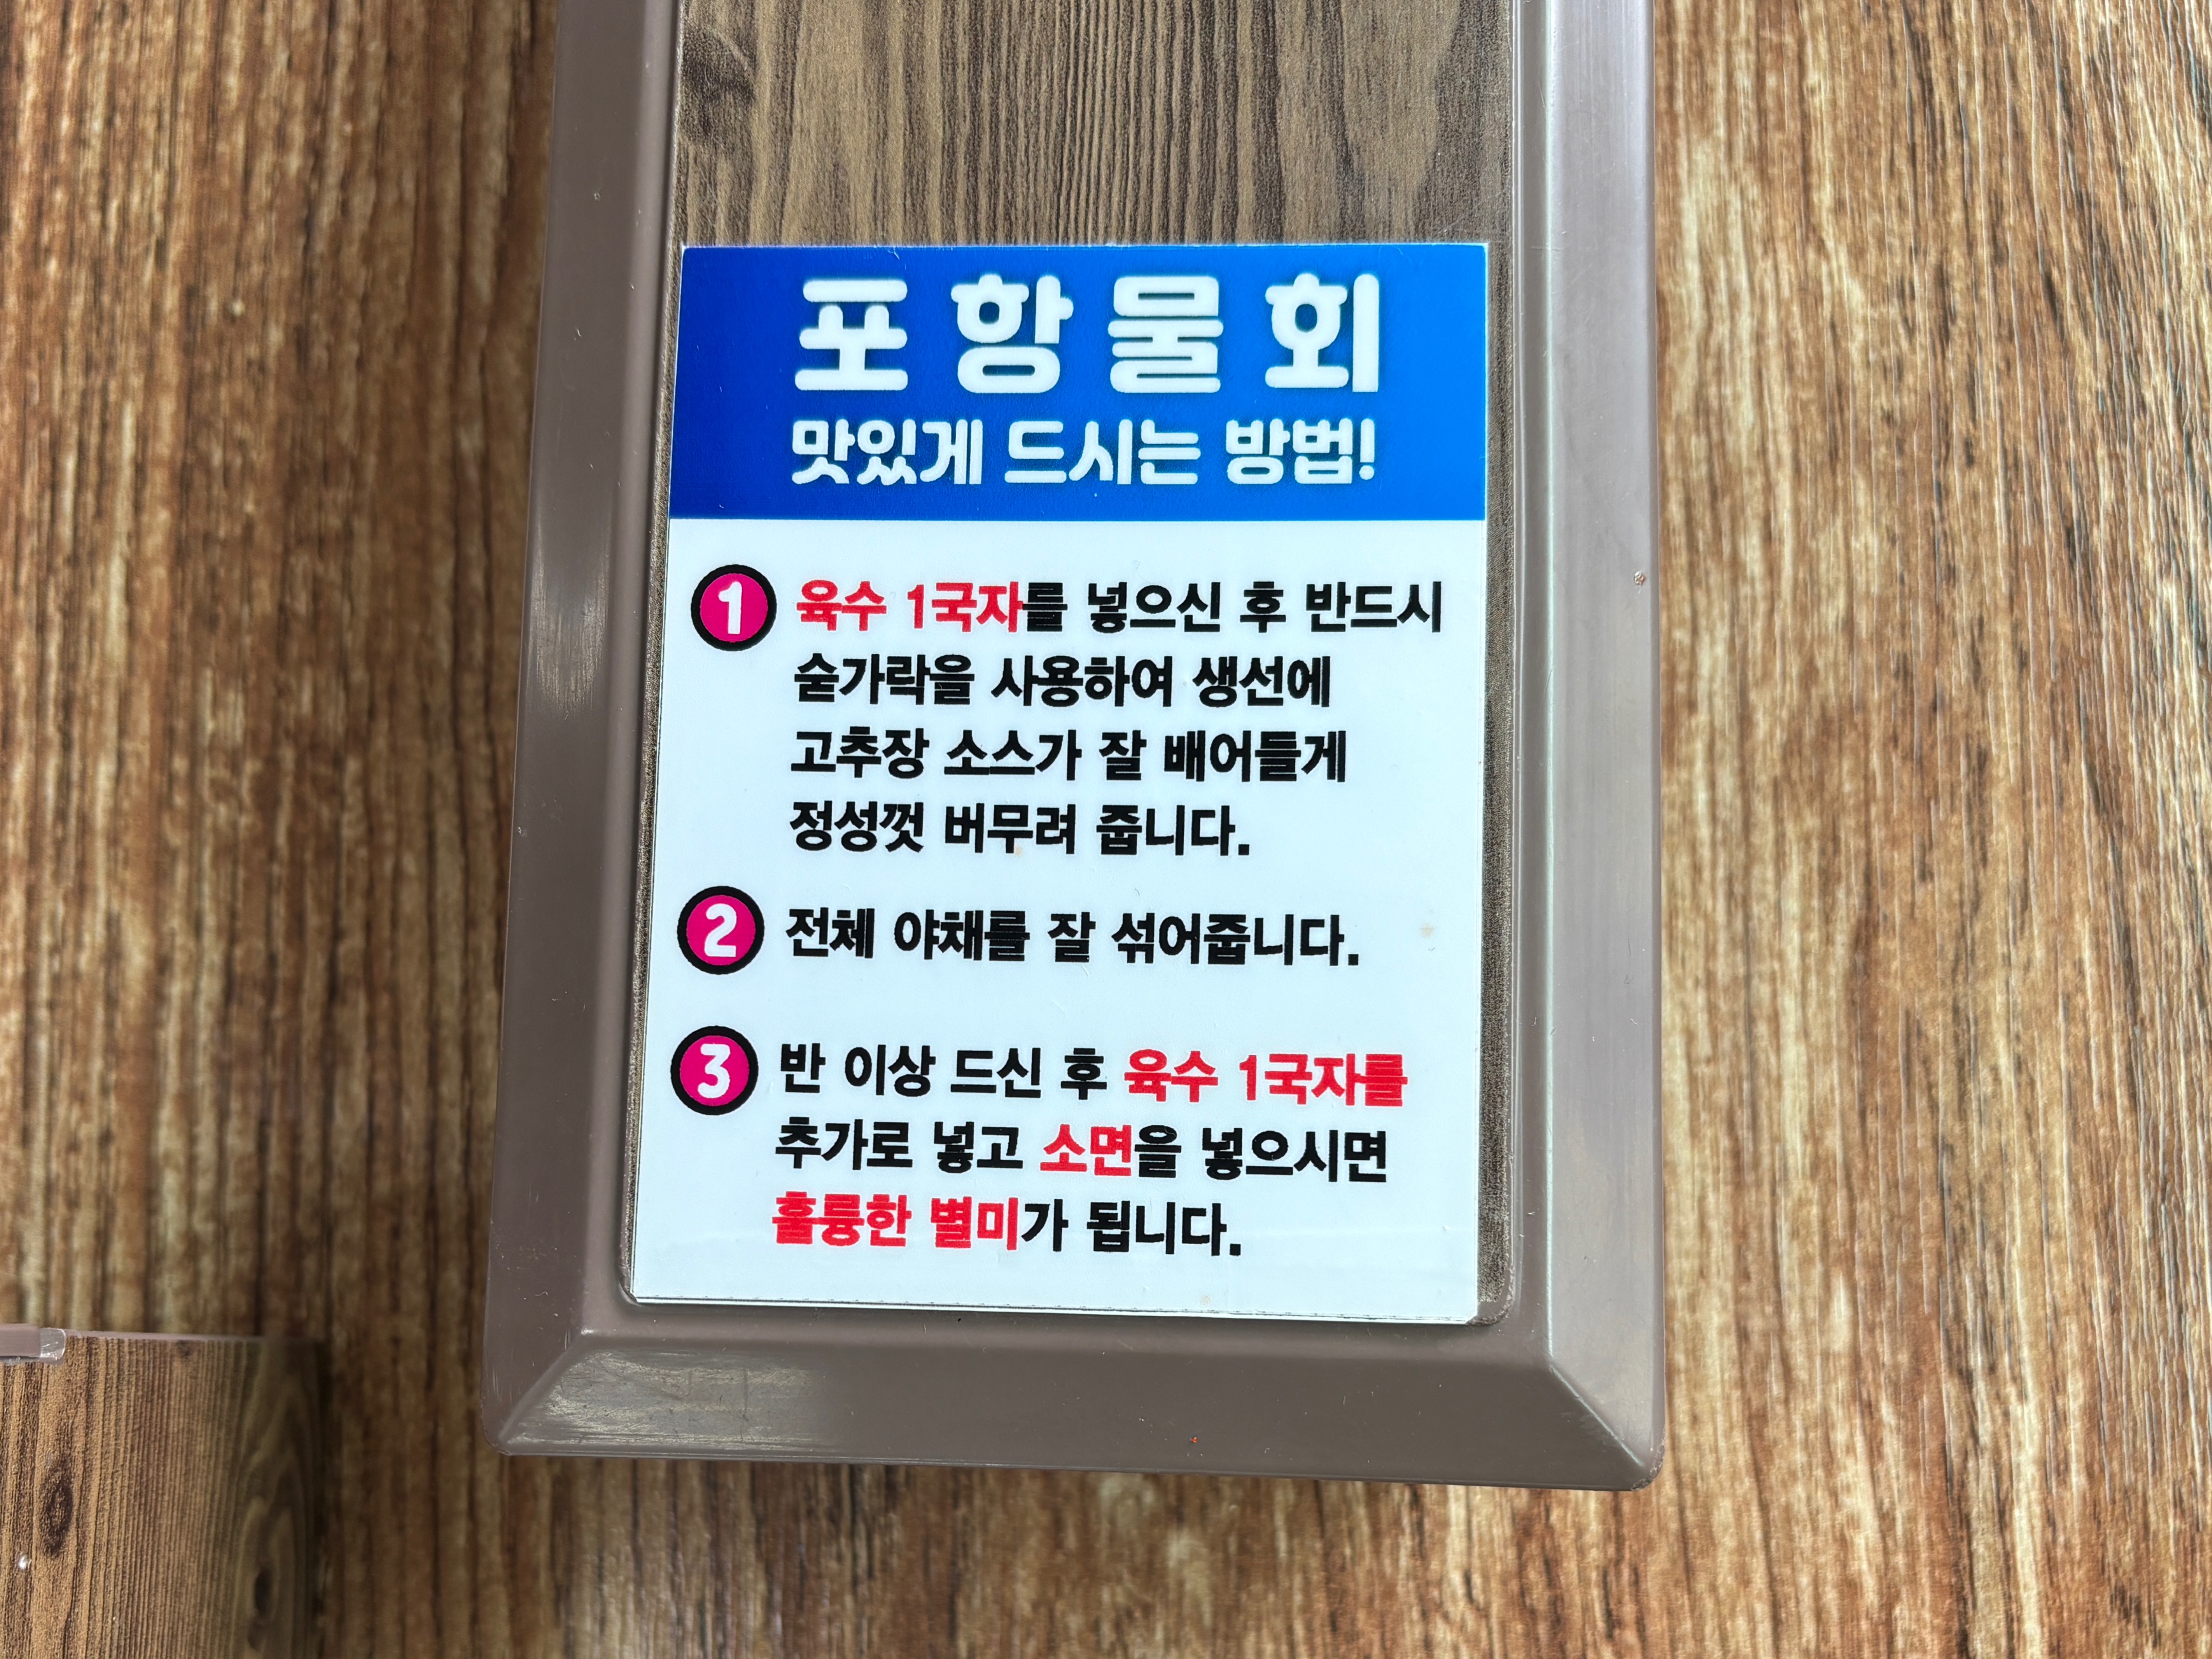 포항물회
맛있게 드시는 방법!
1 육수 1국자를 넣으신 후 반드시
숟가락을 사용하여 생선에
고추장 소스가 잘 배어들게
정성껏 버무려 줍니다.
2 전체 야채를 잘 섞어줍니다.
3 반 이상 드신 후 육수 1국자를
추가로 넣고 소면을 넣으시면
훌륭한 별미가 됩니다.